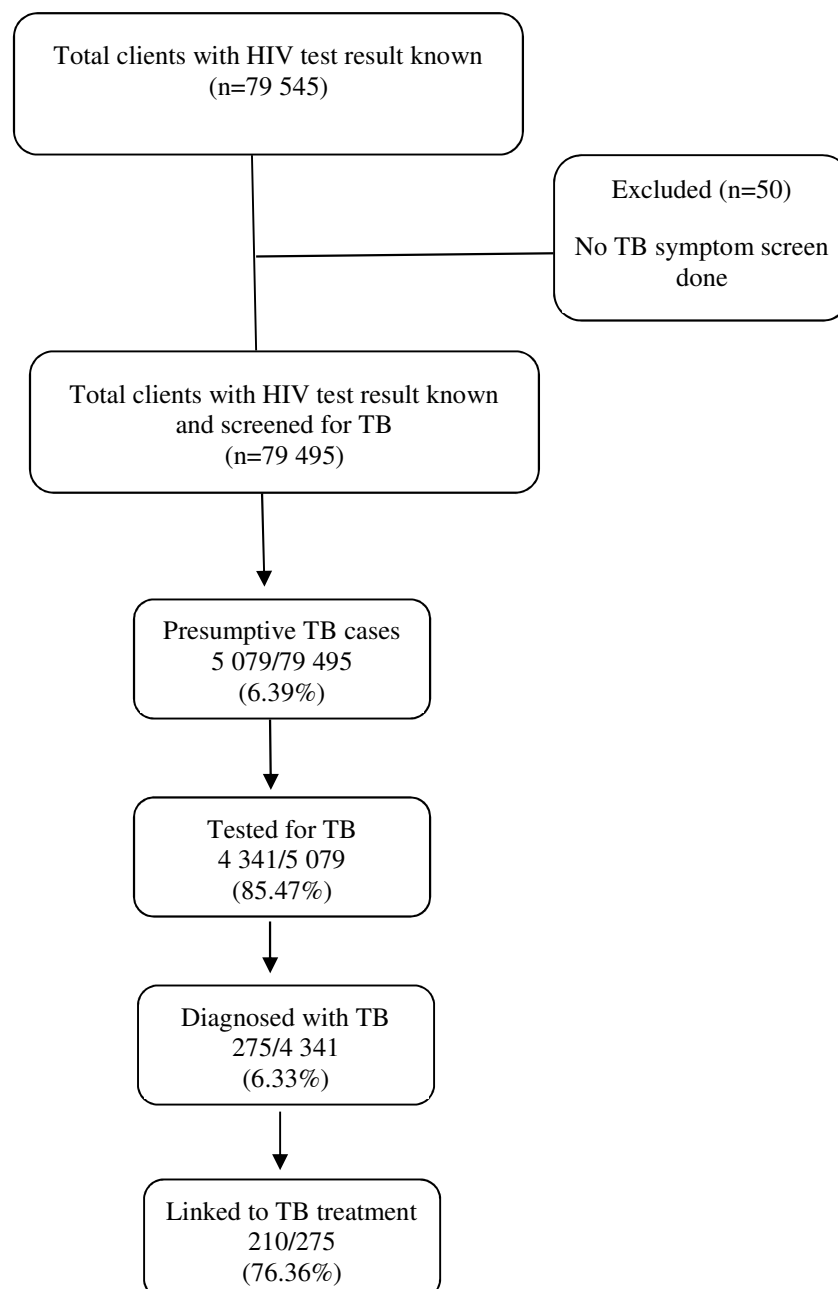 Total clients with HIV test result known
(n=79 545)
Excluded (n=50)
No TB symptom screen
done
Total clients with HIV test result known
and screened for TB
(n=79 495)
Presumptive TB cases
5 079/79 495
(6.39%)
Tested for TB
4 341/5 079
(85.47%)
Diagnosed with TB
275/4 341
(6.33%)
Linked to TB treatment
210/275
(76.36%)